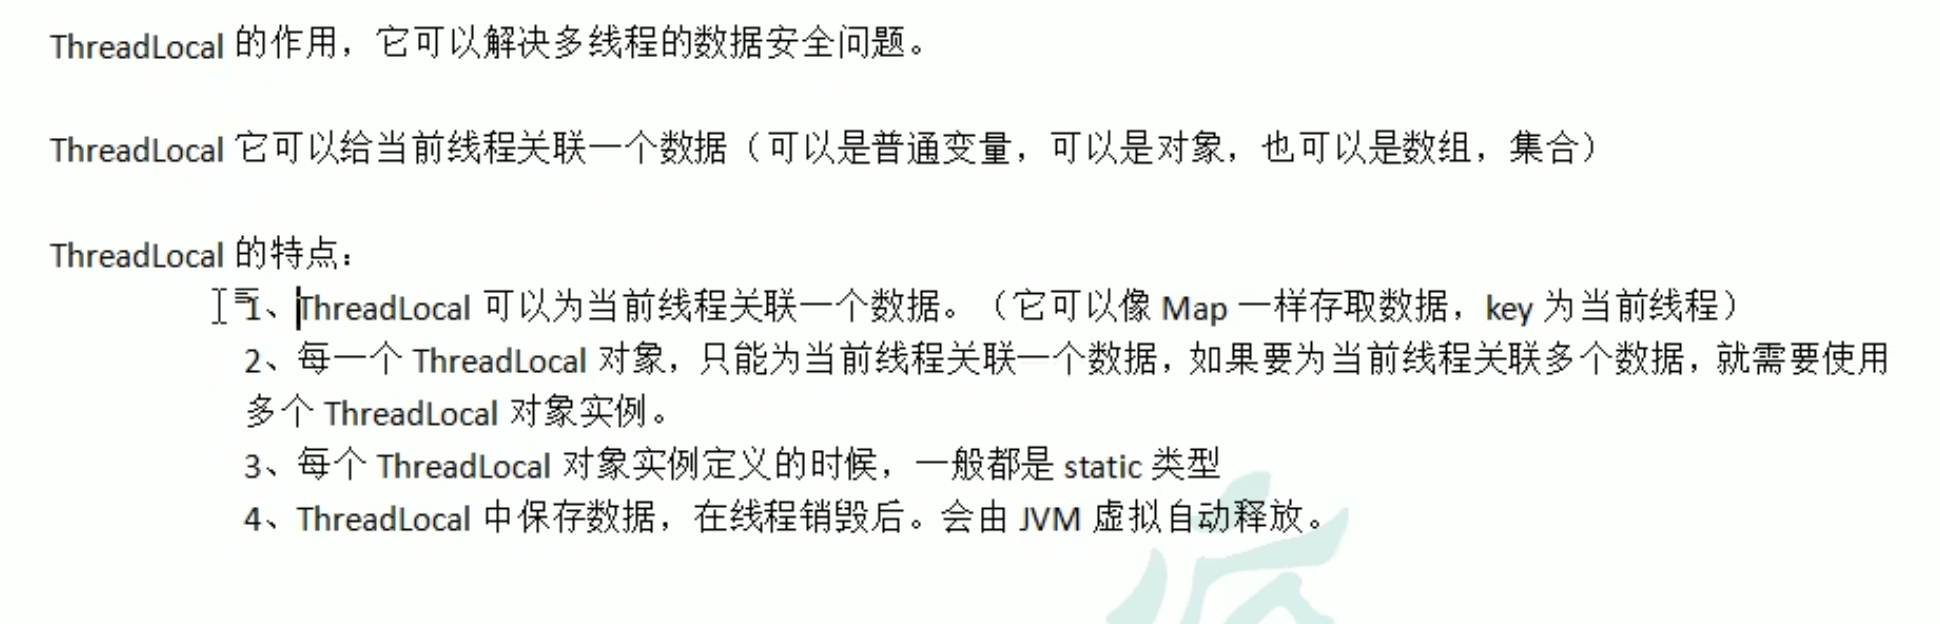 ThreadLocal 的作用，它可以解决多线程的数据安全问题。
ThreadLocal 它可以给当前线程关联一个数据（可以是普通变量，可以是对象，也可以是数组，集合）
ThreadLocal 的特点：
1、ThreadLocal 可以为当前线程关联一个数据。（它可以像 Map 一样存取数据，key 为当前线程）
2、每一个 ThreadLocal 对象，只能为当前线程关联一个数据，如果要为当前线程关联多个数据，就需要使用
多个 ThreadLocal 对象实例。
3、每个 ThreadLocal 对象实例定义的时候，一般都是 static 类型
4、ThreadLocal 中保存数据，在线程销毁后。会由 JVM 虚拟自动释放。